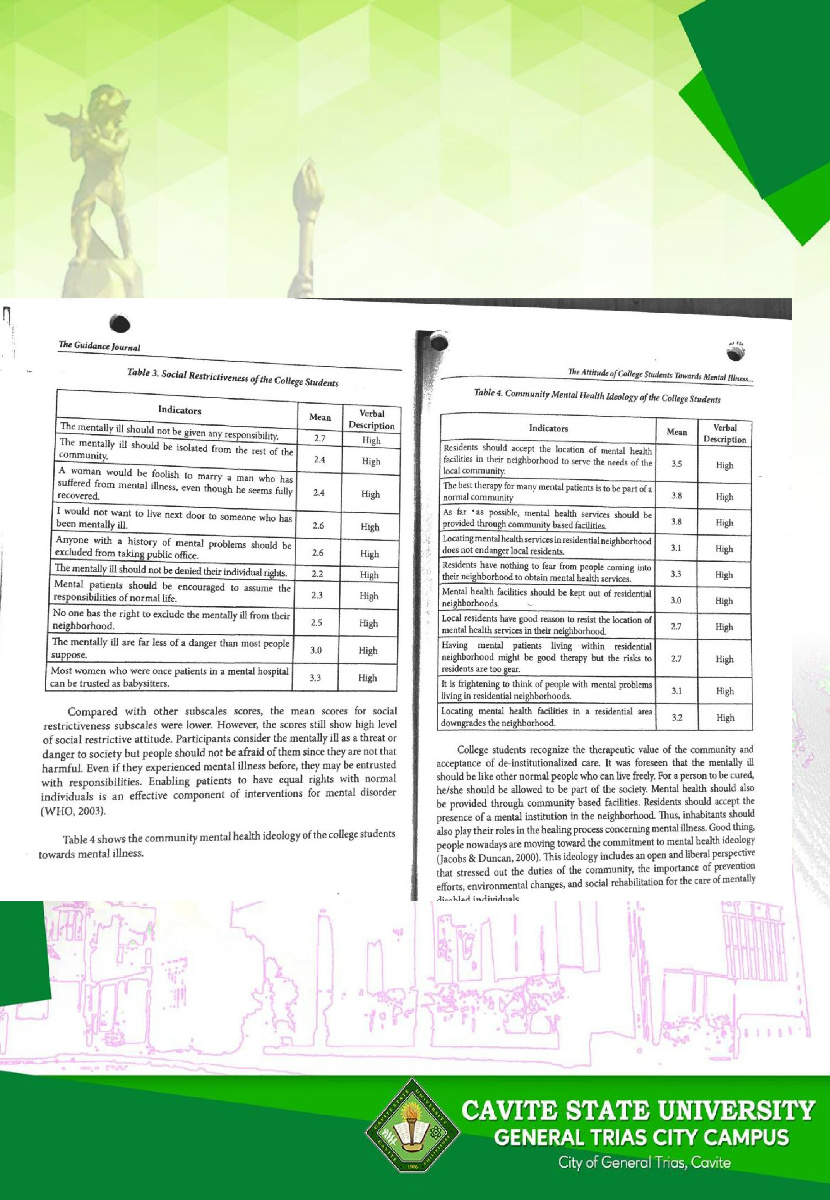 The Guidance Journal
Table 3. Social Restrictiveness of the College Students
Indicators Mean Verbal Description
The mentally ill should not be given any responsibility. 2.7 High
The mentally ill should be isolated from the rest of the
community. 2.4 High
A woman would be foolish to marry a man who has
suffered from mental illness, even though he seems fully
recovered. 2.4 High
I would not want to live next door to someone who has
been mentally ill. 2.6 High
Anyone with a history of mental problems should be
excluded from taking public office. 2.6 High
The mentally ill should not be denied their individual rights. 2.2 High
Mental patients should be encouraged to assume the
responsibilities of normal life. 2.3 High
No one has the right to exclude the mentally ill from their
neighborhood. 2.5 High
The mentally ill are far less of a danger than most people
suppose. 3.0 High
Most women who were once patients in a mental hospital
can be trusted as babysitters. 3.3 High
Compared with other subscales scores, the mean scores for social
restrictiveness subscales were lower. However, the scores still show high level
of social restrictive attitude. Participants consider the mentally ill as a threat or
danger to society but people should not be afraid of them since they are not that
harmful. Even if they experienced mental illness before, they may be entrusted
with responsibilities. Enabling patients to have equal rights with normal
individuals is an effective component of interventions for mental disorder
(WHO, 2003).
Table 4 shows the community mental health ideology of the college students
towards mental illness.
The Attitude of College Students Towards Mental Illness...
Table 4. Community Mental Health Ideology of the College Students
Indicators Mean Verbal Description
Residents should accept the location of mental health
facilities in their neighborhood to serve the needs of the
local community. 3.5 High
The best therapy for many mental patients is to be part of a
normal community 3.8 High
As far as possible, mental health services should be
provided through community based facilities. 3.8 High
Locating mental health services in residential neighborhood
does not endanger local residents. 3.1 High
Residents have nothing to fear from people coming into
their neighborhood to obtain mental health services. 3.3 High
Mental health facilities should be kept out of residential
neighborhoods. 3.0 High
Local residents have good reason to resist the location of
mental health services in their neighborhood. 2.7 High
Having mental patients living within residential
neighborhood might be good therapy but the risks to
residents are too gear. 2.7 High
It is frightening to think of people with mental problems
living in residential neighborhoods. 3.1 High
Locating mental health facilities in a residential area
downgrades the neighborhood. 3.2 High
College students recognize the therapeutic value of the community and
acceptance of de-institutionalized care. It was foreseen that the mentally ill
should be like other normal people who can live freely. For a person to be cured,
he/she should be allowed to be part of the society. Mental health should also
be provided through community based facilities. Residents should accept the
presence of a mental institution in the neighborhood. Thus, inhabitants should
also play their roles in the healing process concerning mental illness. Good thing,
people nowadays are moving toward the commitment to mental health ideology
(Jacobs & Duncan, 2000). This ideology includes an open and liberal perspective
that stressed out the duties of the community, the importance of prevention
efforts, environmental changes, and social rehabilitation for the care of mentally
disabled individuals.
1906
CAVITE STATE UNIVERSITY
GENERAL TRIAS CITY CAMPUS
City of General Trias, Cavite